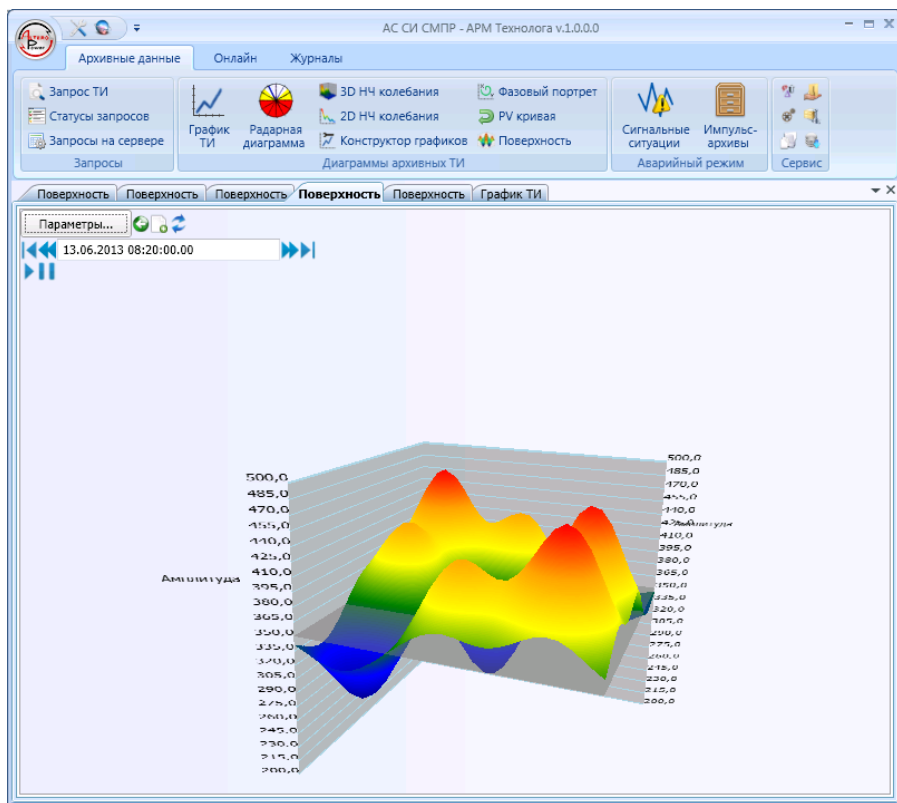 АС СИ СМПР - АРМ Технолога v.1.0.0.0
Архивные данные Онлайн Журналы
Запрос ТИ
Статусы запросов
Запросы на сервере
Запросы
График ТИ
Радарная диаграмма
3D НЧ колебания
2D НЧ колебания
Конструктор графиков
Фазовый портрет
PV кривая
Поверхность
Диаграммы архивных ТИ
Сигнальные ситуации
Импульс-архивы
Аварийный режим
Сервис
Поверхность Поверхность Поверхность Поверхность Поверхность График ТИ
Параметры...
13.06.2013 08:20:00.00
500,0
485,0
470,0
455,0
440,0
425,0
410,0
Амплитуда
395,0
380,0
365,0
350,0
335,0
320,0
305,0
290,0
275,0
260,0
245,0
230,0
215,0
200,0
500,0
485,0
470,0
455,0
440,0
425,0
Амплитуда
410,0
395,0
380,0
365,0
350,0
335,0
320,0
305,0
290,0
275,0
260,0
245,0
230,0
215,0
200,0